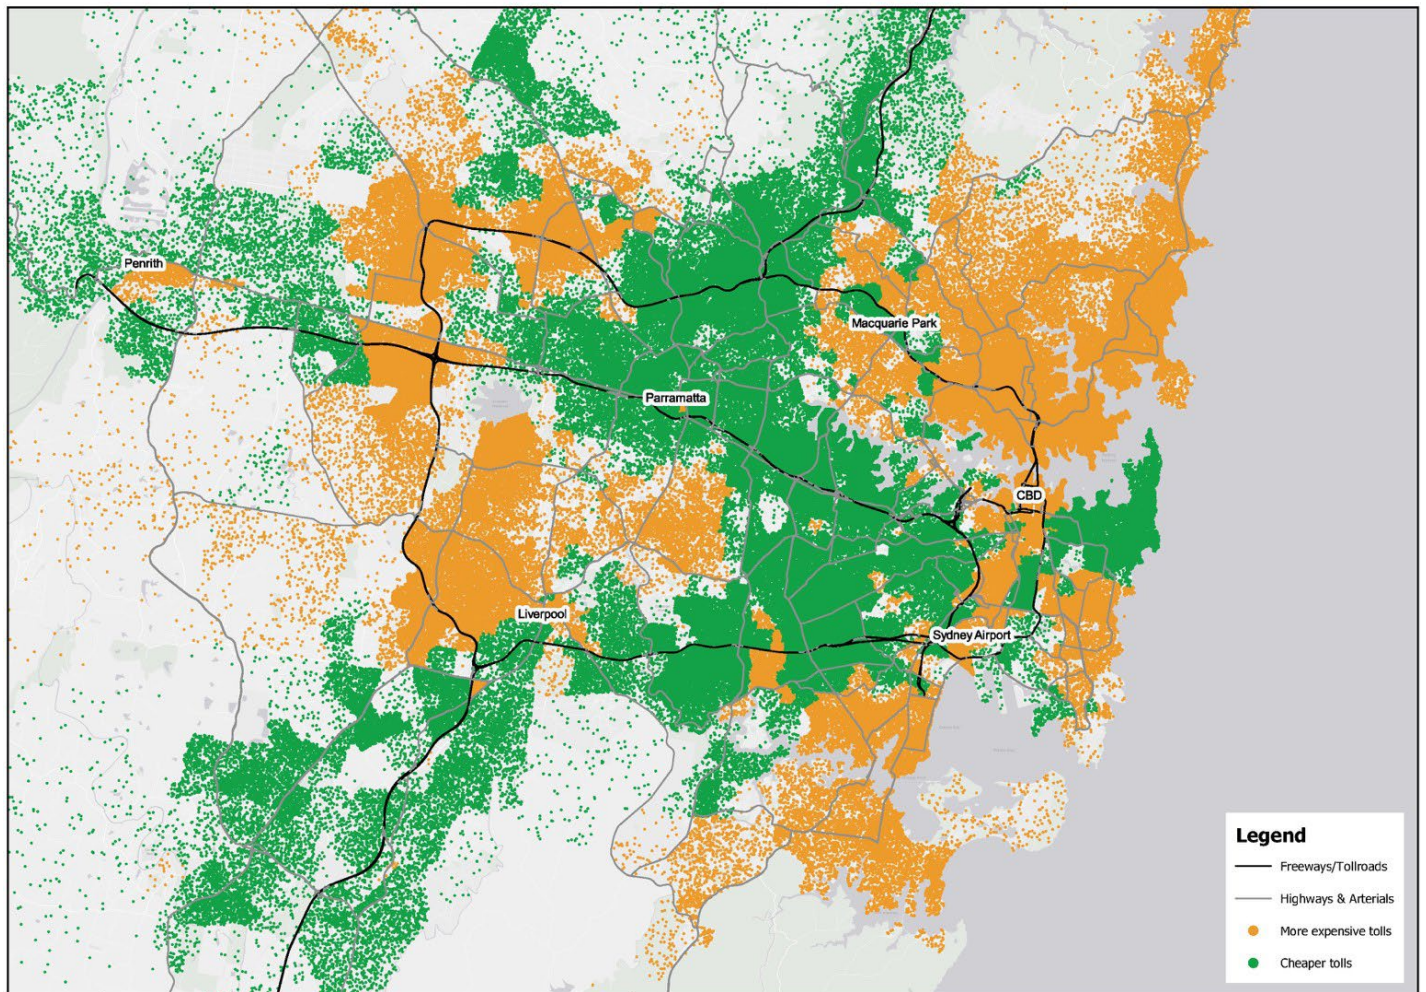 Penrith
Macquarie Park
Parramatta
CBD
Liverpool
Sydney Airport
Legend
Freeways/Tollroads
Highways & Arterials
More expensive tolls
Cheaper tolls